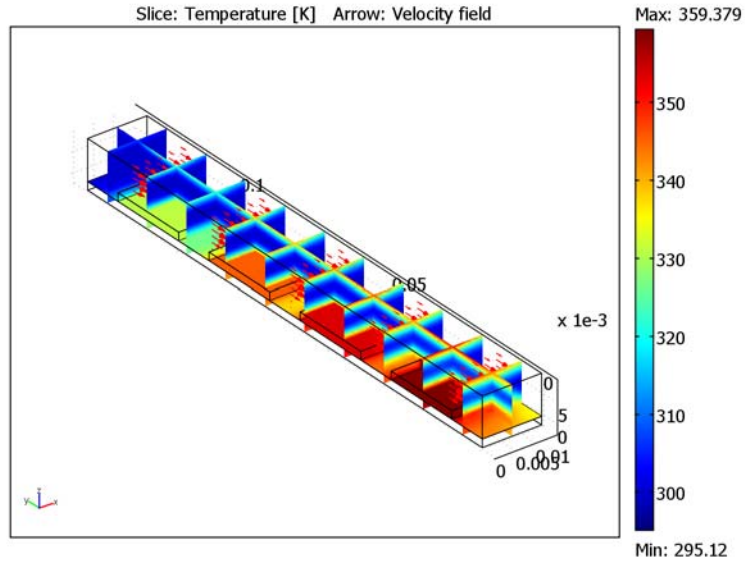 Slice: Temperature [K] Arrow: Velocity field
Max: 359.379
350
340
330
320
310
300
Min: 295.12
0.1
0.05
x 1e-3
0
5
0
0.01
0.005
0
y
z
x